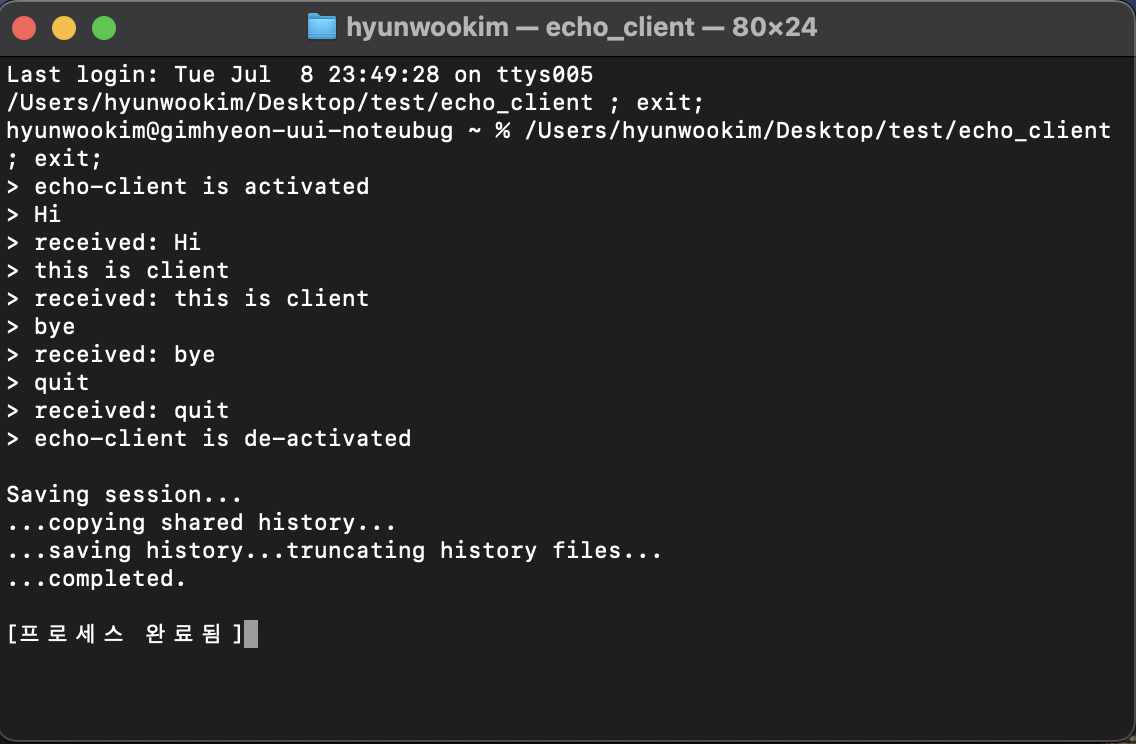 hyunwookim — echo_client — 80×24
Last login: Tue Jul  8 23:49:28 on ttys005
/Users/hyunwookim/Desktop/test/echo_client ; exit;
hyunwookim@gimhyeon-uui-noteubug ~ % /Users/hyunwookim/Desktop/test/echo_client
; exit;
> echo-client is activated
> Hi
> received: Hi
> this is client
> received: this is client
> bye
> received: bye
> quit
> received: quit
> echo-client is de-activated
Saving session...
...copying shared history...
...saving history...truncating history files...
...completed.
[프로세스 완료됨]